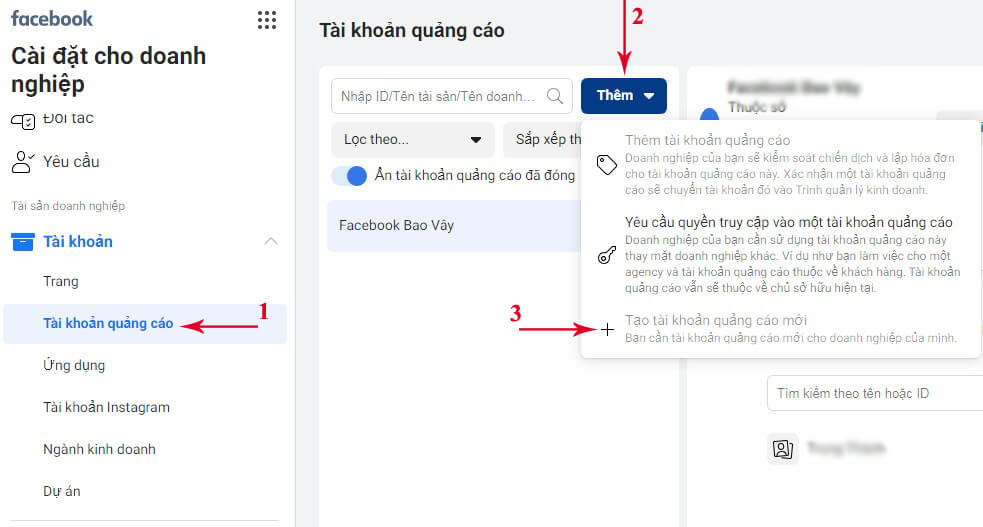 facebook
Cài đặt cho doanh
nghiệp
Đối tác
Yêu cầu
Tài sản doanh nghiệp
Tài khoản
Trang
Tài khoản quảng cáo
1
Ứng dụng
Tài khoản Instagram
Ngành kinh doanh
Dự án
Tài khoản quảng cáo
2
Nhập ID/Tên tài sản/Tên doanh...
Thêm
Lọc theo...
Sắp xếp th
Ẩn tài khoản quảng cáo đã đóng
Facebook Bao Vây
3
Facebook Bao Vây
Thuộc sở
Thêm tài khoản quảng cáo
Doanh nghiệp của bạn sẽ kiểm soát chiến dịch và lập hóa đơn
cho tài khoản quảng cáo này. Xác nhận một tài khoản quảng
cáo sẽ chuyển tài khoản đó vào Trình quản lý kinh doanh.
Yêu cầu quyền truy cập vào một tài khoản quảng cáo
Doanh nghiệp của bạn cần sử dụng tài khoản quảng cáo này
thay mặt doanh nghiệp khác. Ví dụ như bạn làm việc cho một
agency và tài khoản quảng cáo thuộc về khách hàng. Tài khoản
quảng cáo vẫn sẽ thuộc về chủ sở hữu hiện tại.
Tạo tài khoản quảng cáo mới
Bạn cần tài khoản quảng cáo mới cho doanh nghiệp của mình.
Tìm kiếm theo tên hoặc ID